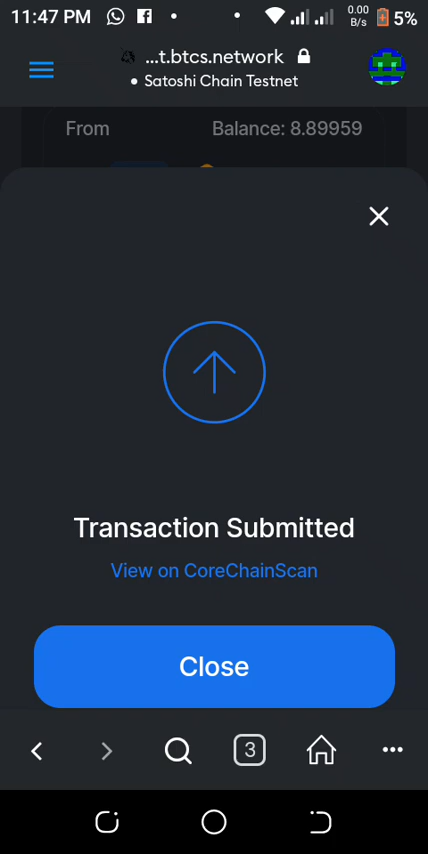 11:47 PM
0.00
B/s
5%
...t.btcs.network
Satoshi Chain Testnet
From
Balance: 8.89959
Transaction Submitted
View on CoreChainScan
Close
3